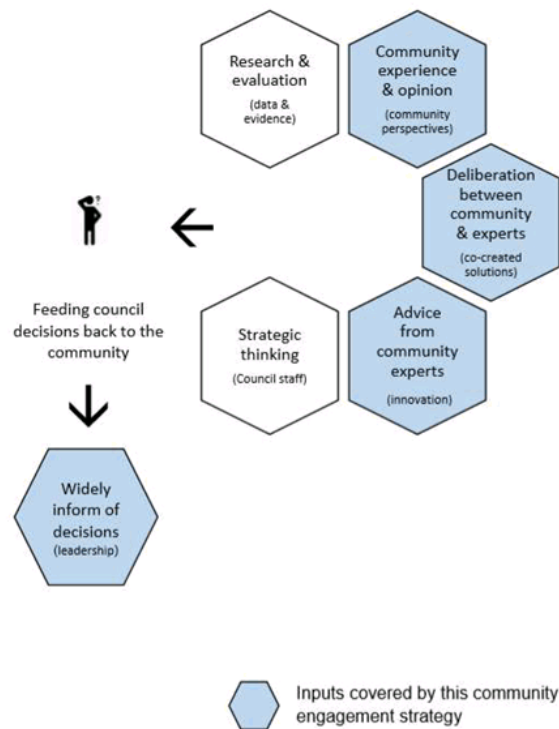 Research &
evaluation
(data &
evidence)
Community
experience
& opinion
(community
perspectives)
Deliberation
between
community
& experts
(co-created
solutions)
Feeding council
decisions back to the
community
Strategic
thinking
(Council staff)
Advice
from
community
experts
(innovation)
Widely
inform of
decisions
(leadership)
Inputs covered by this community
engagement strategy